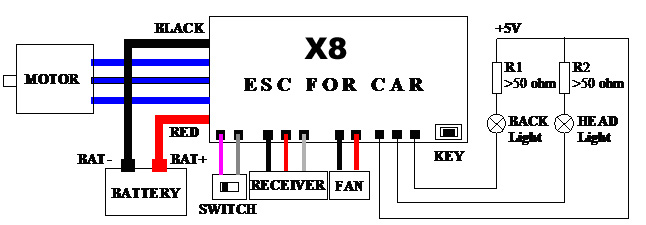 BLACK
X8
ESC FOR CAR
MOTOR
+5V
R1
>50 ohm
R2
>50 ohm
BACK
Light
HEAD
Light
RED
KEY
BAT-
BAT+
BATTERY
SWITCH
RECEIVER
FAN